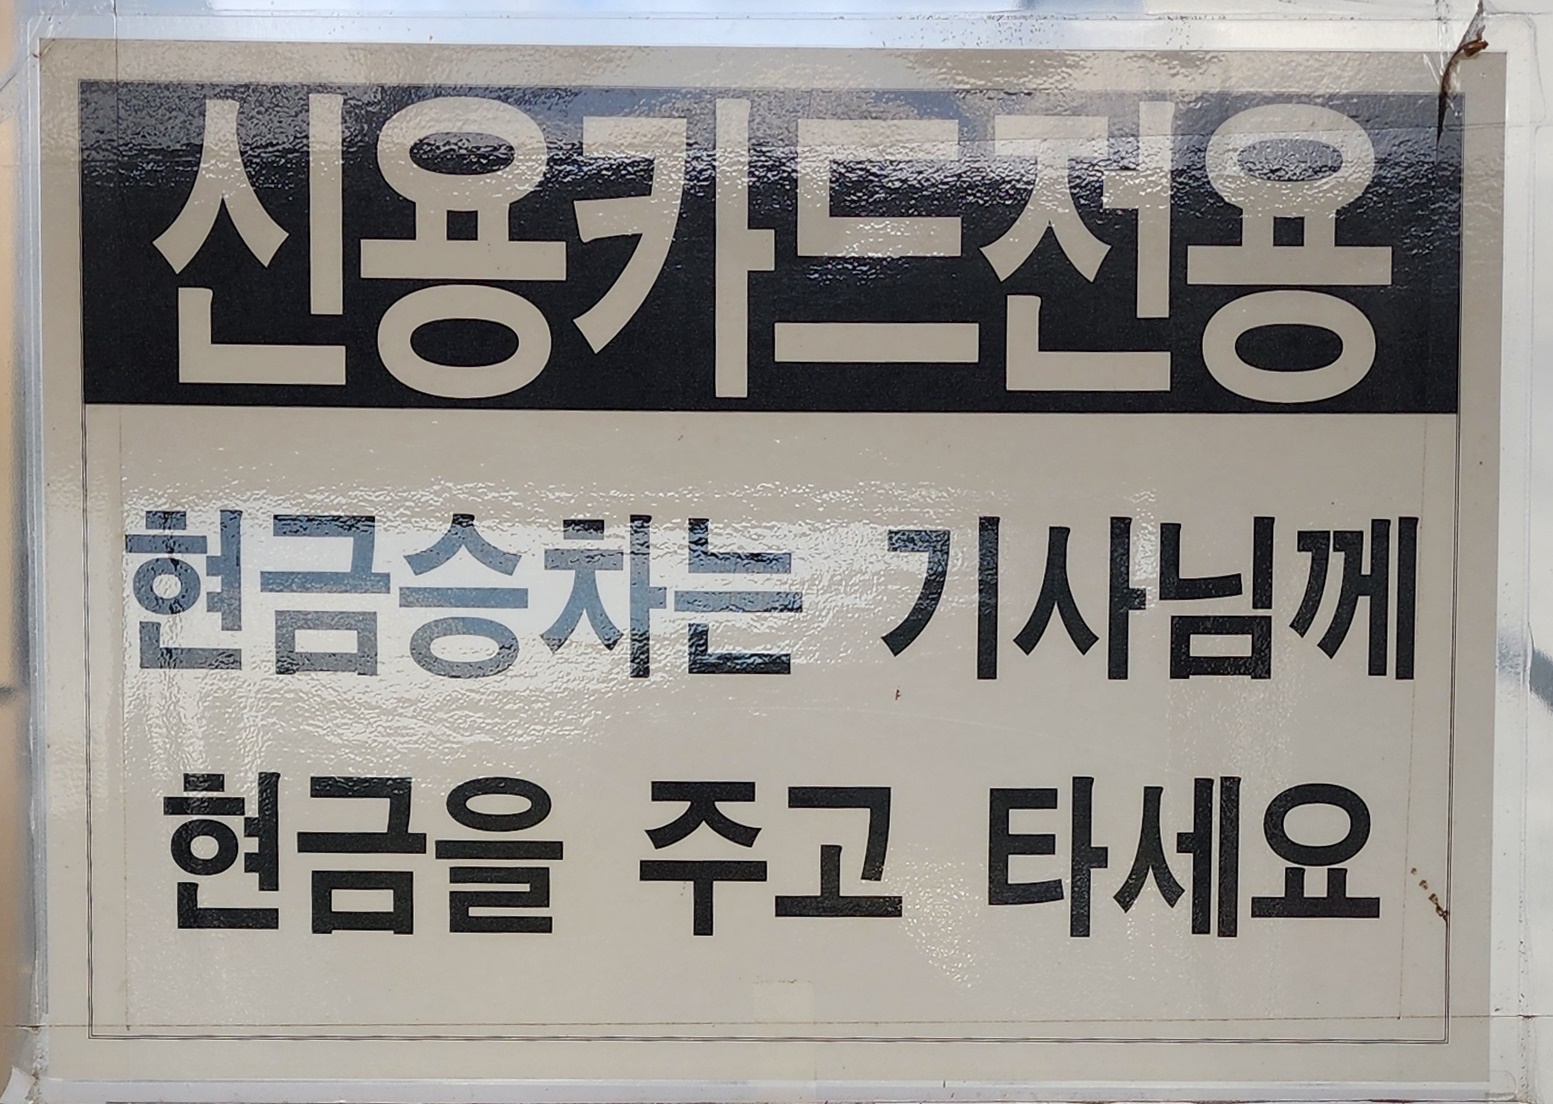 신용카드전용
현금승차는 기사님께
현금을 주고 타세요